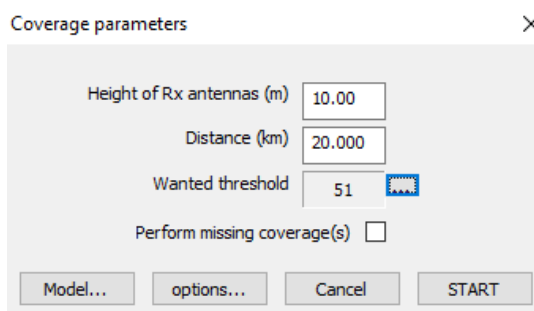 Coverage parameters
Height of Rx antennas (m) 10.00
Distance (km) 20.000
Wanted threshold 51 ...
Perform missing coverage(s)
Model... options... Cancel START